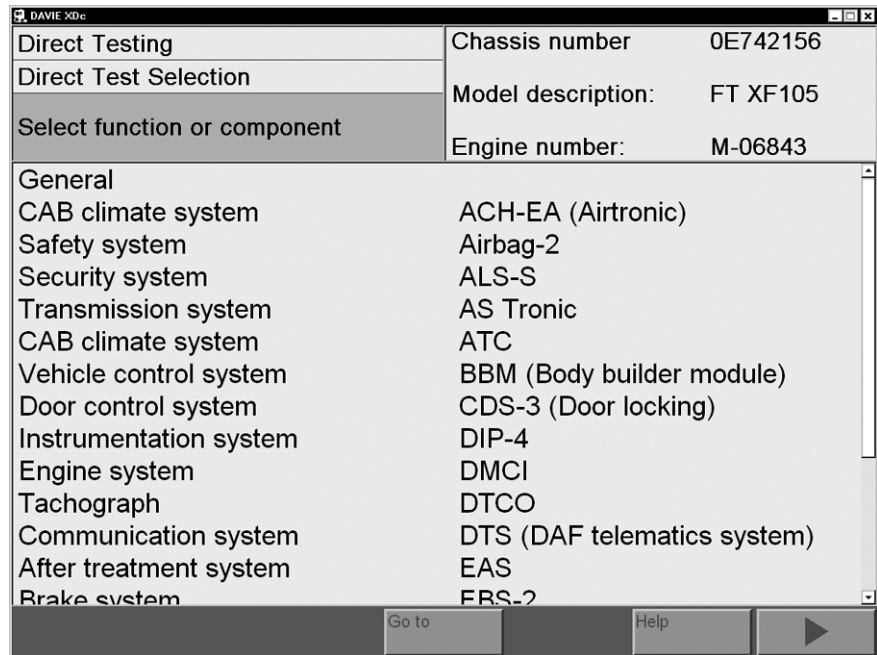 DAVIE XDc
Direct Testing
Direct Test Selection
Select function or component
Chassis number 0E742156
Model description: FT XF105
Engine number: M-06843
General
CAB climate system ACH-EA (Airtronic)
Safety system Airbag-2
Security system ALS-S
Transmission system AS Tronic
CAB climate system ATC
Vehicle control system BBM (Body builder module)
Door control system CDS-3 (Door locking)
Instrumentation system DIP-4
Engine system DMCI
Tachograph DTCO
Communication system DTS (DAF telematics system)
After treatment system EAS
Brake system EBS-2
Go to Help